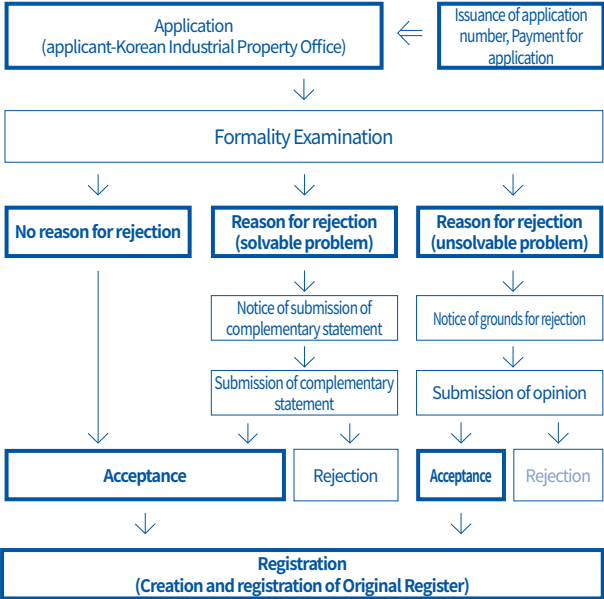 Application
(applicant-Korean Industrial Property Office)
Issuance of application
number, Payment for
application
Formality Examination
No reason for rejection
Reason for rejection
(solvable problem)
Reason for rejection
(unsolvable problem)
Notice of submission of
complementary statement
Notice of grounds for rejection
Submission of complementary
statement
Submission of opinion
Acceptance
Rejection
Acceptance
Rejection
Registration
(Creation and registration of Original Register)